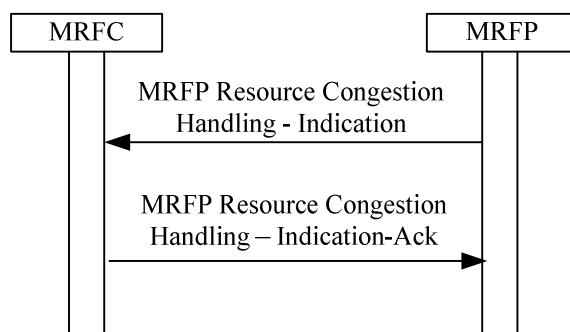 MRFC
MRFP
MRFP Resource Congestion
Handling - Indication
MRFP Resource Congestion
Handling – Indication-Ack